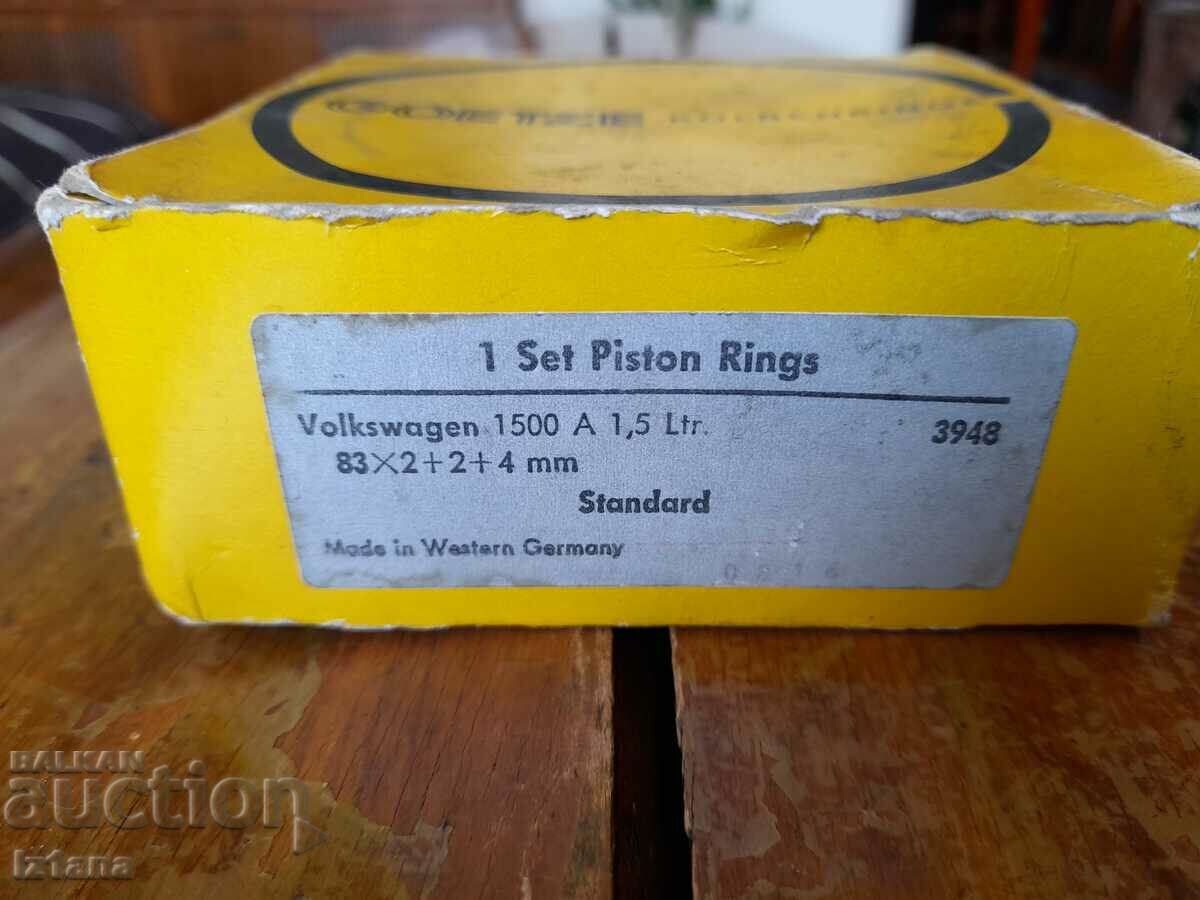 GOETZE
1 Set Piston Rings
Volkswagen 1500 A 1,5 Ltr. 3948
83×2+2+4 mm
Standard
Made in Western Germany
BALKAN
auction
Iztana